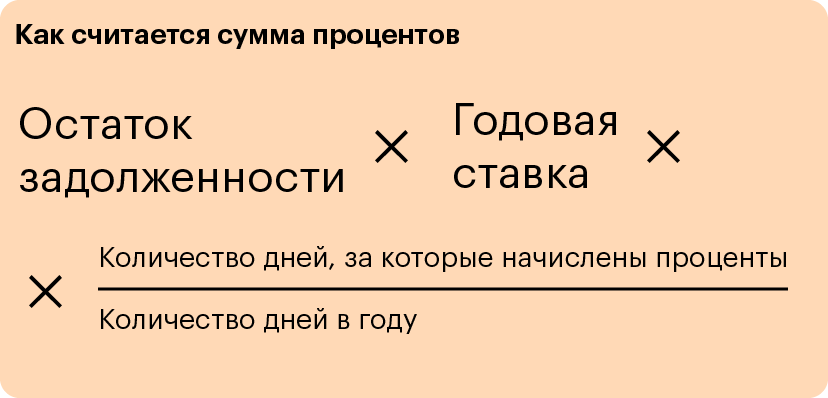 Как считается сумма процентов
Остаток × Годовая ×
задолженности ставка
× Количество дней, за которые начислены проценты
Количество дней в году